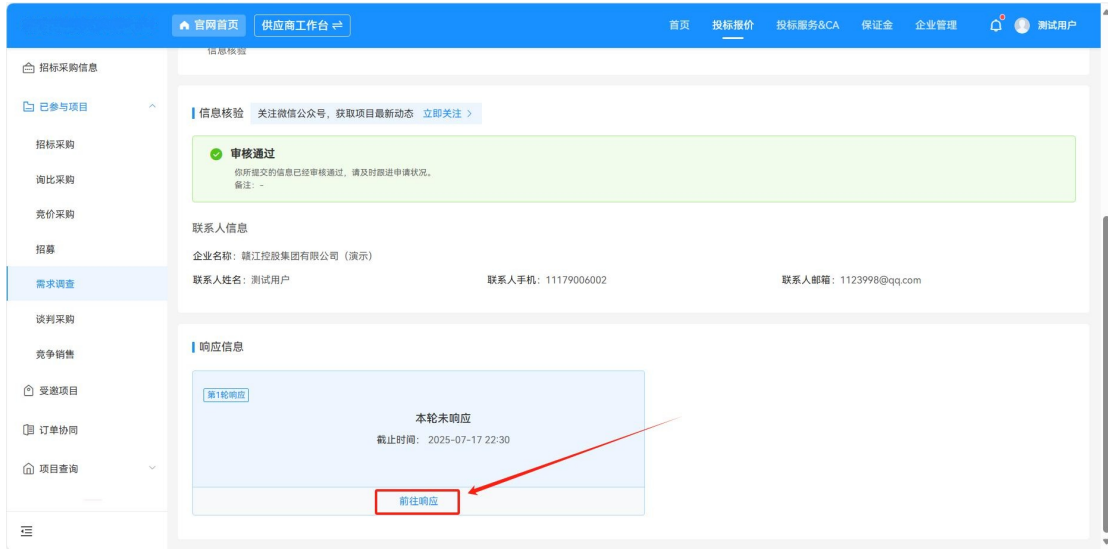 官网首页 供应商工作台 首页 投标报价 投标服务&CA 保证金 企业管理 测试用户
招标采购信息
已参与项目
招标采购
询比采购
竞价采购
招募
需求调查
谈判采购
竞争销售
受邀项目
订单协同
项目查询
信息核验
信息核验 关注微信公众号，获取项目最新动态 立即关注 >
审核通过
你所提交的信息已经审核通过，请及时跟进申请状况。
备注：-
联系人信息
企业名称：赣江控股集团有限公司（演示）
联系人姓名：测试用户 联系人手机：11179006002 联系人邮箱：1123998@qq.com
响应信息
第1轮响应
本轮未响应
截止时间： 2025-07-17 22:30
前往响应